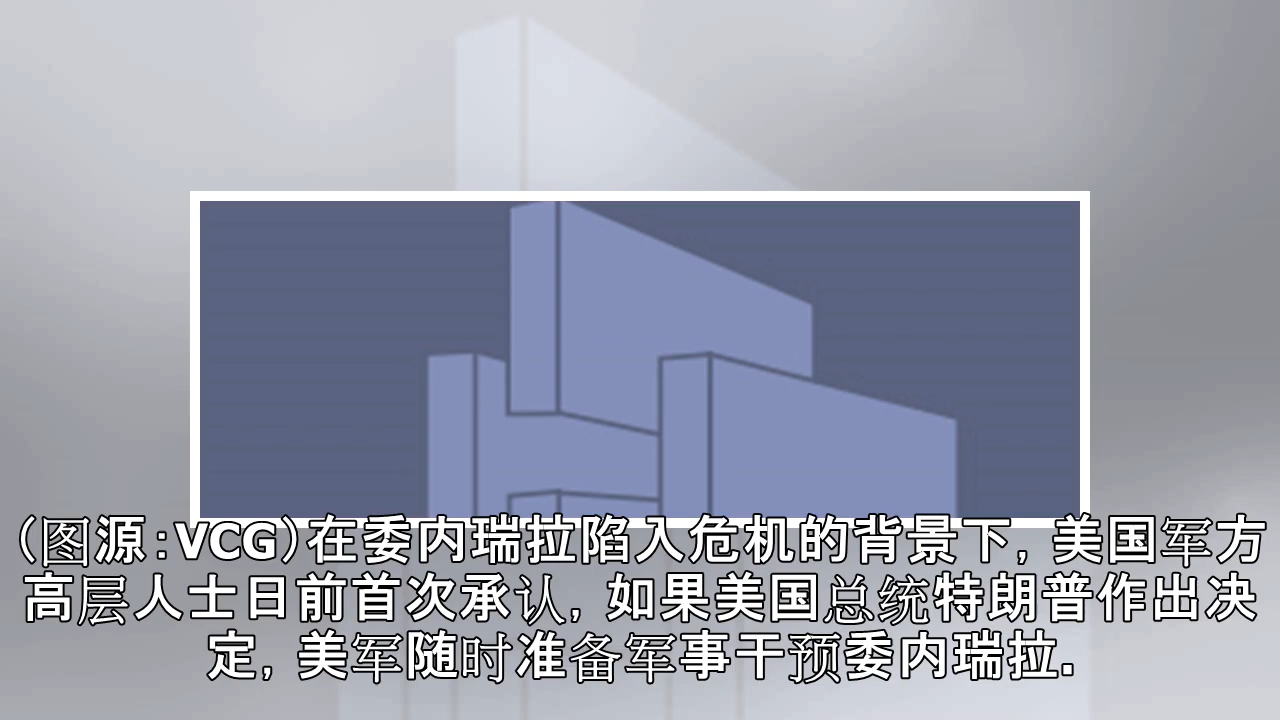 (图源:VCG)在委内瑞拉陷入危机的背景下, 美国军方
高层人士日前首次承认, 如果美国总统特朗普作出决
定, 美军随时准备军事干预委内瑞拉.